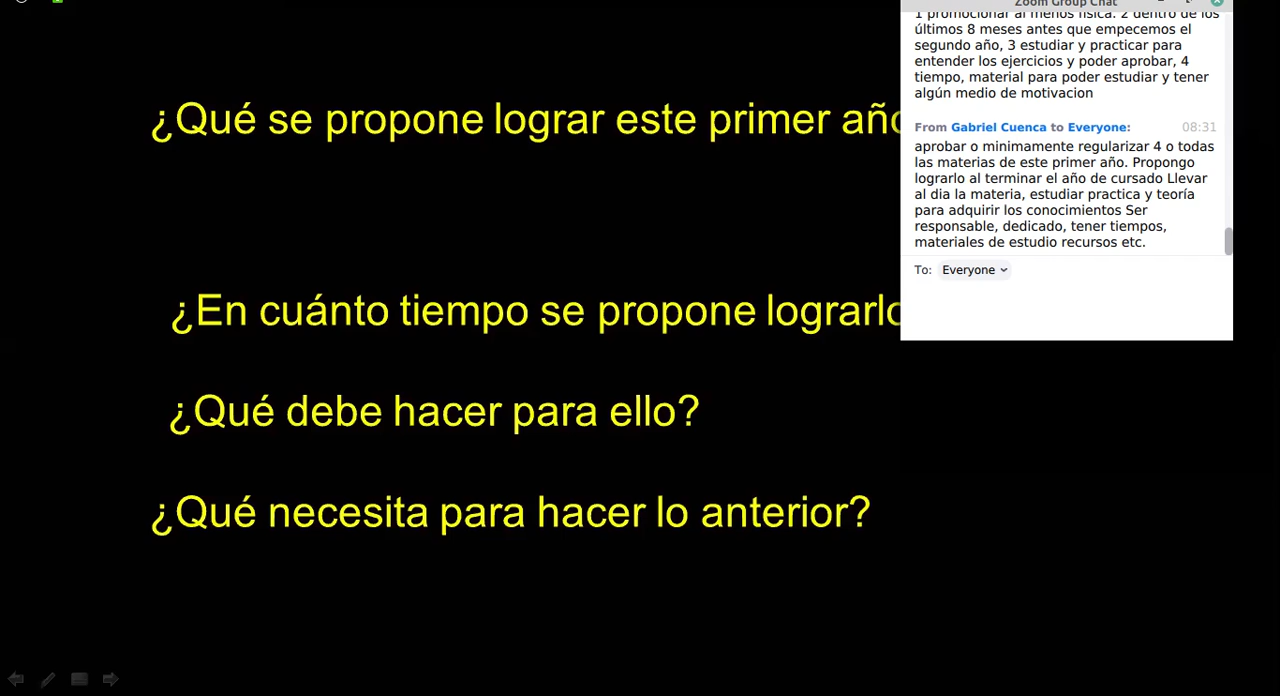 ¿Qué se propone lograr este primer año
¿En cuánto tiempo se propone lograrlo
¿Qué debe hacer para ello?
¿Qué necesita para hacer lo anterior?
Zoom Group Chat
1 promocionar al menos fisica. 2 dentro de los
últimos 8 meses antes que empecemos el
segundo año, 3 estudiar y practicar para
entender los ejercicios y poder aprobar, 4
tiempo, material para poder estudiar y tener
algún medio de motivacion
From Gabriel Cuenca to Everyone: 08:31
aprobar o minimamente regularizar 4 o todas
las materias de este primer año. Propongo
lograrlo al terminar el año de cursado Llevar
al dia la materia, estudiar practica y teoría
para adquirir los conocimientos Ser
responsable, dedicado, tener tiempos,
materiales de estudio recursos etc.
To: Everyone